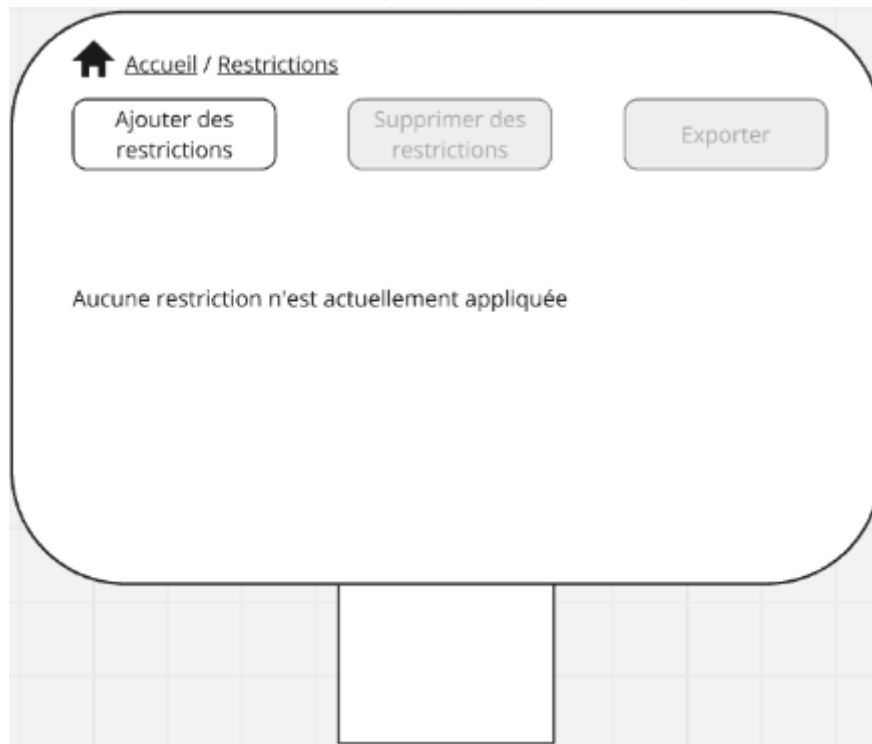 Accueil / Restrictions
Ajouter des
restrictions
Supprimer des
restrictions
Exporter
Aucune restriction n'est actuellement appliquée